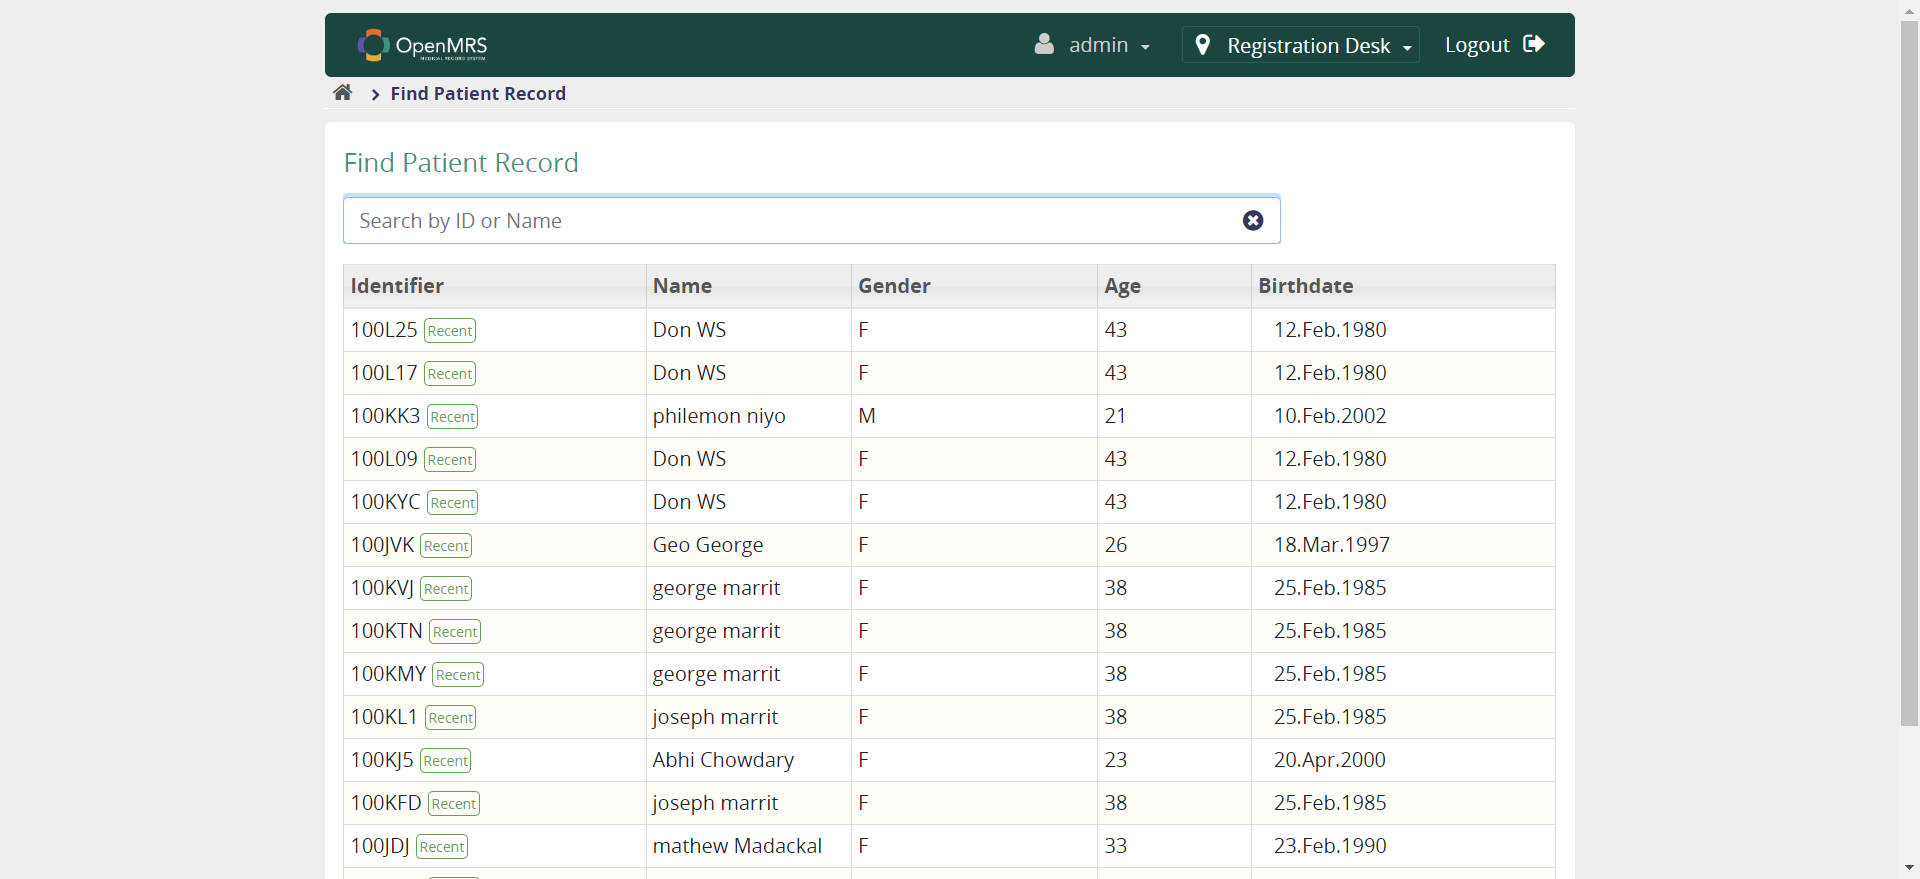 OpenMRS
MEDICAL RECORD SYSTEM
admin
Registration Desk
Logout
Find Patient Record
Find Patient Record
Search by ID or Name
Identifier Name Gender Age Birthdate
100L25 Recent Don WS F 43 12.Feb.1980
100L17 Recent Don WS F 43 12.Feb.1980
100KK3 Recent philemon niyo M 21 10.Feb.2002
100L09 Recent Don WS F 43 12.Feb.1980
100KYC Recent Don WS F 43 12.Feb.1980
100JVK Recent Geo George F 26 18.Mar.1997
100KVJ Recent george marrit F 38 25.Feb.1985
100KTN Recent george marrit F 38 25.Feb.1985
100KMY Recent george marrit F 38 25.Feb.1985
100KL1 Recent joseph marrit F 38 25.Feb.1985
100KJ5 Recent Abhi Chowdary F 23 20.Apr.2000
100KFD Recent joseph marrit F 38 25.Feb.1985
100JDJ Recent mathew Madackal F 33 23.Feb.1990